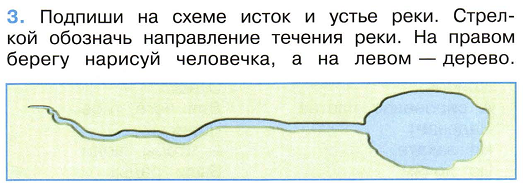 3. Подпиши на схеме исток и устье реки. Стрел-
кой обозначь направление течения реки. На правом
берегу нарисуй человечка, а на левом — дерево.